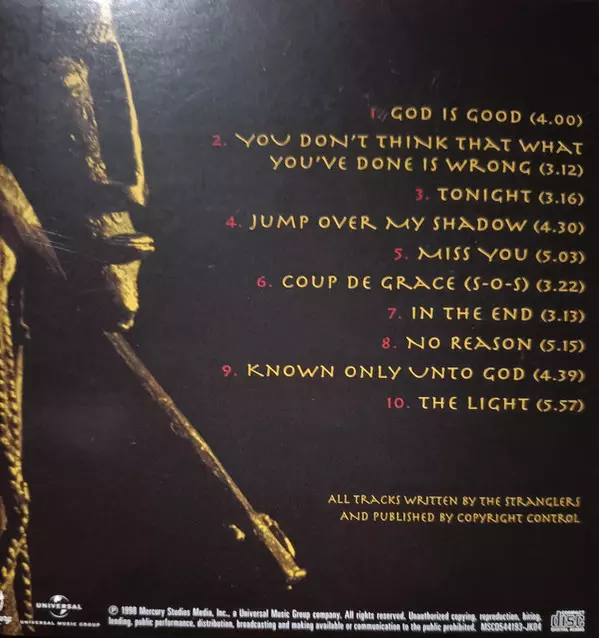 1. GOD IS GOOD (4.00)
2. YOU DON'T THINK THAT WHAT
YOU'VE DONE IS WRONG (3.12)
3. TONIGHT (3.16)
4. JUMP OVER MY SHADOW (4.30)
5. MISS YOU (5.03)
6. COUP DE GRACE (S-O-S) (3.22)
7. IN THE END (3.13)
8. NO REASON (5.15)
9. KNOWN ONLY UNTO GOD (4.39)
10. THE LIGHT (5.57)
ALL TRACKS WRITTEN BY THE STRANGLERS
AND PUBLISHED BY COPYRIGHT CONTROL
UNIVERSAL
UNIVERSAL MUSIC GROUP
℗ 1998 Mercury Studios Media, Inc., a Universal Music Group company. All rights reserved. Unauthorized copying, reproduction, hiring,
lending, public performance, distribution, broadcasting and making available or communication to the public prohibited. MSCD544193-JK04
COMPACT
disc
DIGITAL AUDIO